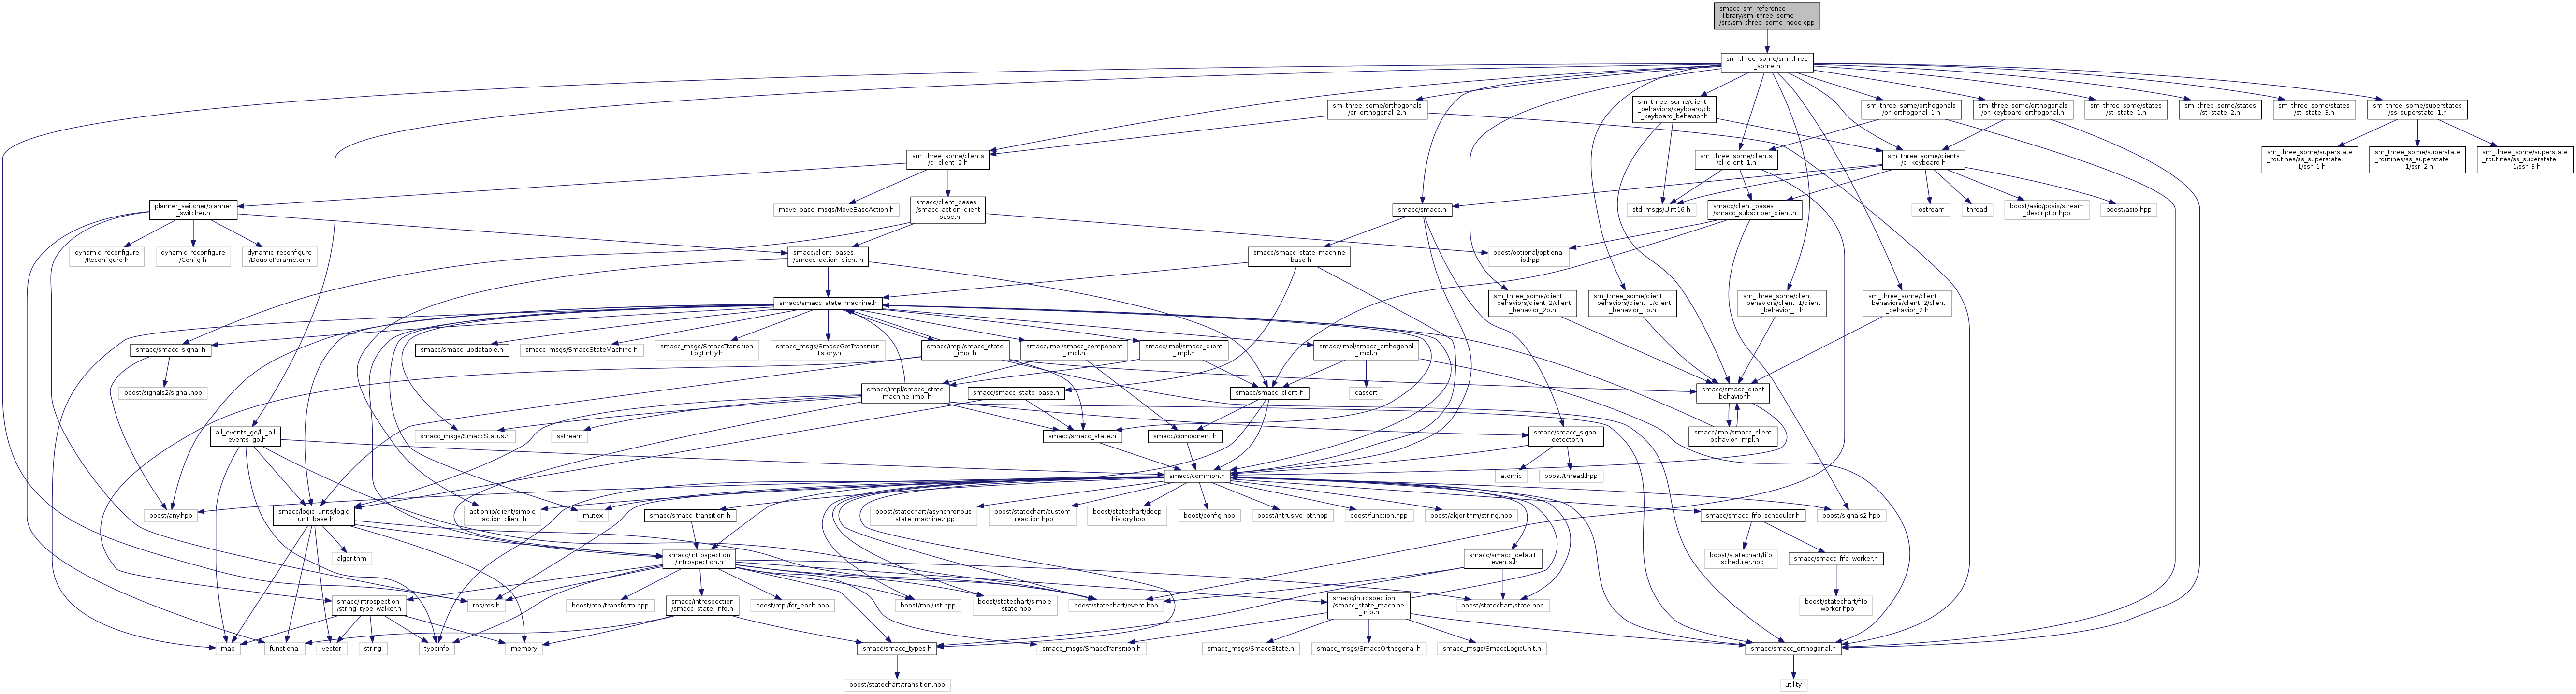 smacc_sm_reference
_library/sm_three_some
/src/sm_three_some_node.cpp
sm_three_some/sm_three
_some.h
sm_three_some/orthogonals
/or_orthogonal_2.h
sm_three_some/client
_behaviors/keyboard/cb
_keyboard_behavior.h
sm_three_some/orthogonals
/or_orthogonal_1.h
sm_three_some/orthogonals
/or_keyboard_orthogonal.h
sm_three_some/states
/st_state_1.h
sm_three_some/states
/st_state_2.h
sm_three_some/states
/st_state_3.h
sm_three_some/superstates
/ss_superstate_1.h
sm_three_some/clients
/cl_client_2.h
sm_three_some/clients
/cl_client_1.h
sm_three_some/clients
/cl_keyboard.h
sm_three_some/superstate
_routines/ss_superstate
_1/ssr_1.h
sm_three_some/superstate
_routines/ss_superstate
_1/ssr_2.h
sm_three_some/superstate
_routines/ss_superstate
_1/ssr_3.h
planner_switcher/planner
_switcher.h
move_base_msgs/MoveBaseAction.h
smacc/client_bases
/smacc_action_client
_base.h
smacc/smacc.h
std_msgs/UInt16.h
smacc/client_bases
/smacc_subscriber_client.h
iostream
thread
boost/asio/posix/stream
_descriptor.hpp
boost/asio.hpp
dynamic_reconfigure
/Reconfigure.h
dynamic_reconfigure
/Config.h
dynamic_reconfigure
/DoubleParameter.h
smacc/client_bases
/smacc_action_client.h
smacc/smacc_state_machine
_base.h
boost/optional/optional
_io.hpp
smacc/smacc_state_machine.h
sm_three_some/client
_behaviors/client_2/client
_behavior_2b.h
sm_three_some/client
_behaviors/client_1/client
_behavior_1b.h
sm_three_some/client
_behaviors/client_1/client
_behavior_1.h
sm_three_some/client
_behaviors/client_2/client
_behavior_2.h
smacc/smacc_signal.h
smacc/smacc_updatable.h
smacc_msgs/SmaccStateMachine.h
smacc_msgs/SmaccTransition
LogEntry.h
smacc_msgs/SmaccGetTransition
History.h
smacc/impl/smacc_state
_impl.h
smacc/impl/smacc_component
_impl.h
smacc/impl/smacc_client
_impl.h
smacc/impl/smacc_orthogonal
_impl.h
boost/signals2/signal.hpp
smacc/impl/smacc_state
_machine_impl.h
smacc/smacc_state_base.h
smacc/smacc_client.h
cassert
smacc/smacc_client
_behavior.h
all_events_go/lu_all
_events_go.h
smacc_msgs/SmaccStatus.h
sstream
smacc/smacc_state.h
smacc/component.h
smacc/smacc_signal
_detector.h
smacc/impl/smacc_client
_behavior_impl.h
smacc/common.h
atomic
boost/thread.hpp
boost/any.hpp
smacc/logic_units/logic
_unit_base.h
actionlib/client/simple
_action_client.h
mutex
smacc/smacc_transition.h
boost/statechart/asynchronous
_state_machine.hpp
boost/statechart/custom
_reaction.hpp
boost/statechart/deep
_history.hpp
boost/config.hpp
boost/intrusive_ptr.hpp
boost/function.hpp
boost/algorithm/string.hpp
smacc/smacc_fifo_scheduler.h
boost/signals2.hpp
algorithm
smacc/introspection
/introspection.h
smacc/smacc_default
_events.h
boost/statechart/fifo
_scheduler.hpp
smacc/smacc_fifo_worker.h
smacc/introspection
/string_type_walker.h
ros/ros.h
boost/mpl/transform.hpp
smacc/introspection
/smacc_state_info.h
boost/mpl/for_each.hpp
boost/mpl/list.hpp
boost/statechart/simple
_state.hpp
boost/statechart/event.hpp
smacc/introspection
/smacc_state_machine
_info.h
boost/statechart/state.hpp
boost/statechart/fifo
_worker.hpp
map
functional
vector
string
typeinfo
memory
smacc/smacc_types.h
smacc_msgs/SmaccTransition.h
smacc_msgs/SmaccState.h
smacc_msgs/SmaccOrthogonal.h
smacc_msgs/SmaccLogicUnit.h
smacc/smacc_orthogonal.h
boost/statechart/transition.hpp
utility